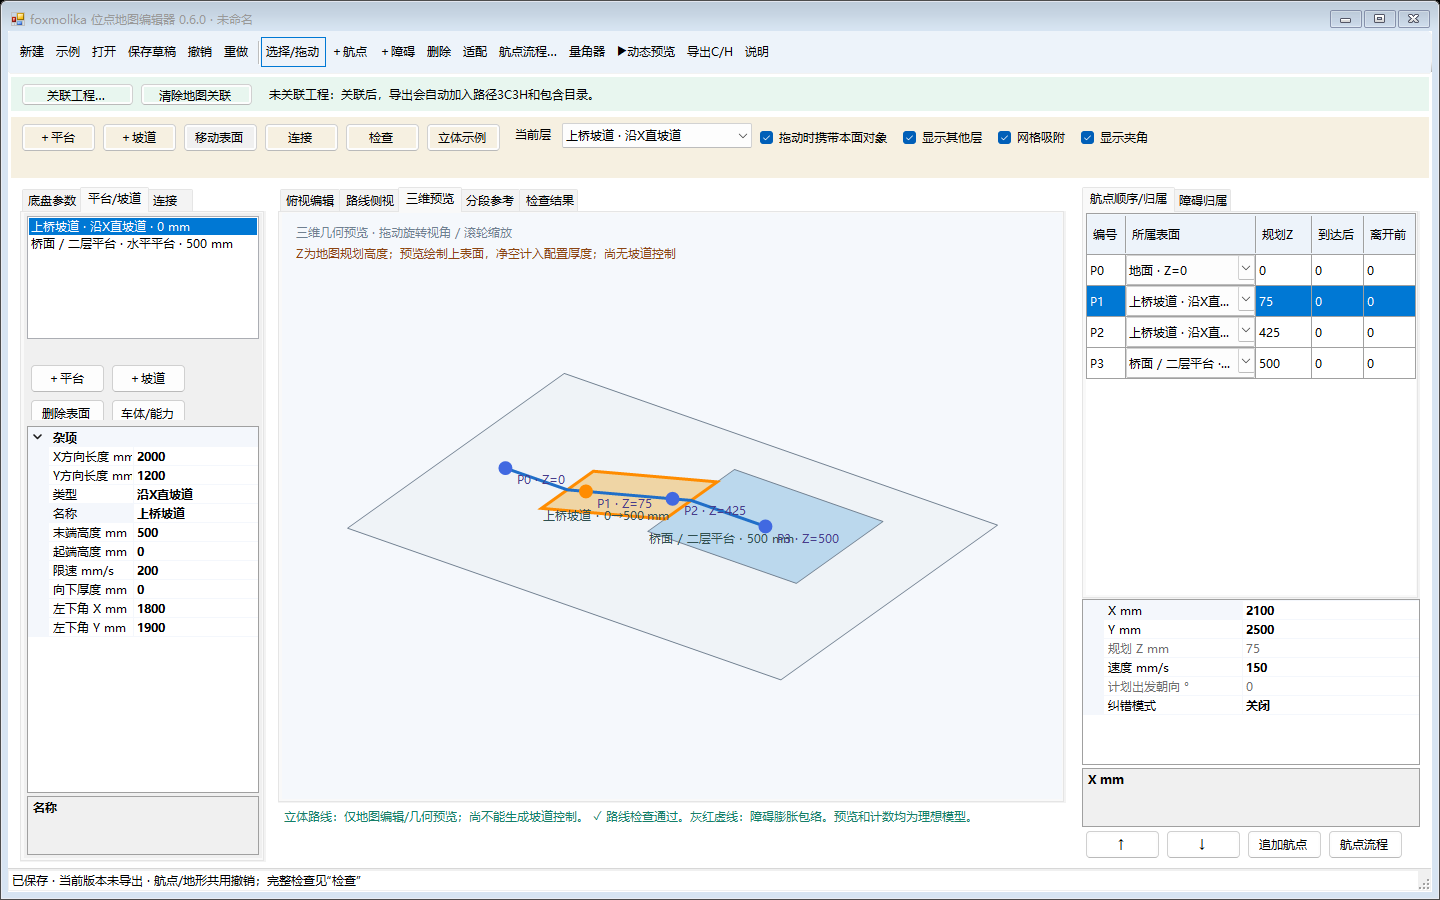 foxmolika 位点地图编辑器 0.6.0 · 未命名
新建 示例 打开 保存草稿 撤销 重做 选择/拖动 +航点 +障碍 删除 适配 航点流程... 量角器 ▶动态预览 导出C/H 说明
关联工程... 清除地图关联 未关联工程：关联后，导出会自动加入路径3C3H和包含目录。
+平台 +坡道 移动表面 连接 检查 立体示例 当前层 上桥坡道 · 沿X直坡道 拖动时携带本面对象 显示其他层 网格吸附 显示夹角
底盘参数 平台/坡道 连接
上桥坡道 · 沿X直坡道 · 0 mm
桥面 / 二层平台 · 水平平台 · 500 mm
+平台 +坡道
删除表面 车体/能力
杂项
X方向长度 mm 2000
Y方向长度 mm 1200
类型 沿X直坡道
名称 上桥坡道
末端高度 mm 500
起端高度 mm 0
限速 mm/s 200
向下厚度 mm 0
左下角 X mm 1800
左下角 Y mm 1900
名称
俯视编辑 路线侧视 三维预览 分段参考 检查结果
三维几何预览 · 拖动旋转视角 / 滚轮缩放
Z为地图规划高度；预览绘制上表面，净空计入配置厚度；尚无坡道控制
P0 · Z=0
P1 · Z=75
上桥坡道 · 0→500 mm
P2 · Z=425
桥面 / 二层平台 · 500 mm
P3 · Z=500
立体路线：仅地图编辑/几何预览；尚不能生成坡道控制。 ✓ 路线检查通过。灰红虚线：障碍膨胀包络。预览和计数均为理想模型。
航点顺序/归属 障碍归属
编号 所属表面 规划Z 到达后 离开前
P0 地面 · Z=0 0 0 0
P1 上桥坡道 · 沿X直... 75 0 0
P2 上桥坡道 · 沿X直... 425 0 0
P3 桥面 / 二层平台 ·... 500 0 0
X mm 2100
Y mm 2500
规划 Z mm 75
速度 mm/s 150
计划出发朝向 ° 0
纠错模式 关闭
X mm
↑ ↓ 追加航点 航点流程
已保存 · 当前版本未导出 · 航点/地形共用撤销；完整检查见“检查”